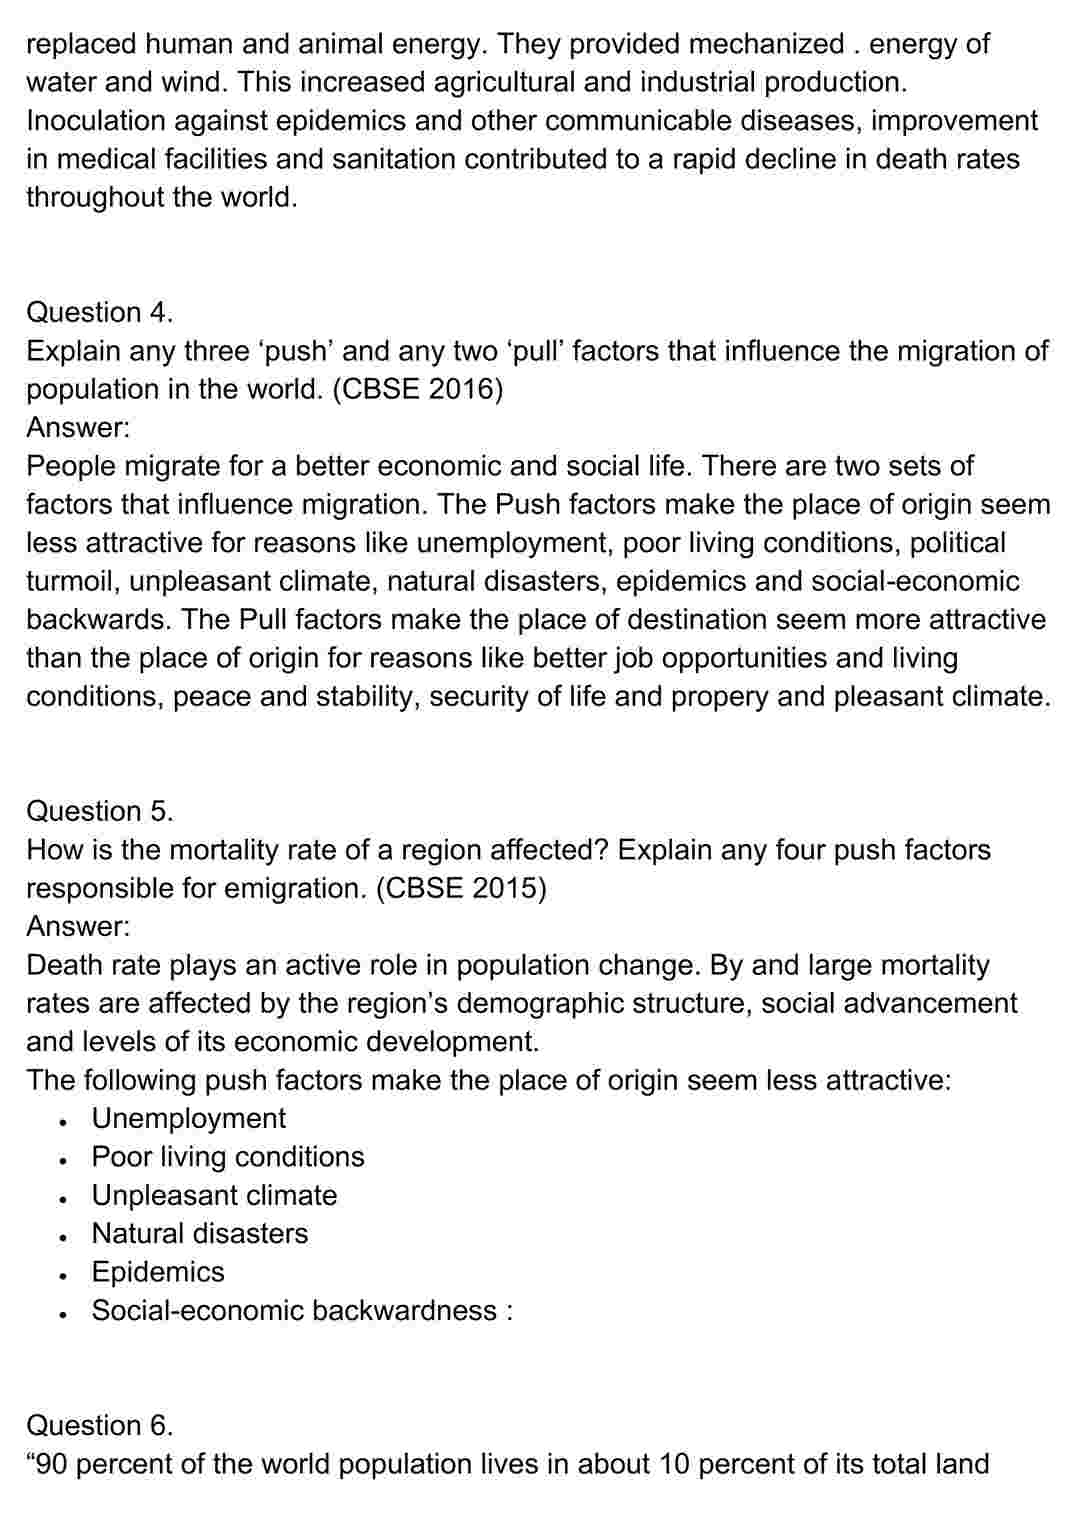 replaced human and animal energy. They provided mechanized . energy of
water and wind. This increased agricultural and industrial production.
Inoculation against epidemics and other communicable diseases, improvement
in medical facilities and sanitation contributed to a rapid decline in death rates
throughout the world.
Question 4.
Explain any three ‘push’ and any two ‘pull’ factors that influence the migration of
population in the world. (CBSE 2016)
Answer:
People migrate for a better economic and social life. There are two sets of
factors that influence migration. The Push factors make the place of origin seem
less attractive for reasons like unemployment, poor living conditions, political
turmoil, unpleasant climate, natural disasters, epidemics and social-economic
backwards. The Pull factors make the place of destination seem more attractive
than the place of origin for reasons like better job opportunities and living
conditions, peace and stability, security of life and propery and pleasant climate.
Question 5.
How is the mortality rate of a region affected? Explain any four push factors
responsible for emigration. (CBSE 2015)
Answer:
Death rate plays an active role in population change. By and large mortality
rates are affected by the region’s demographic structure, social advancement
and levels of its economic development.
The following push factors make the place of origin seem less attractive:
• Unemployment
• Poor living conditions
• Unpleasant climate
• Natural disasters
• Epidemics
• Social-economic backwardness :
Question 6.
“90 percent of the world population lives in about 10 percent of its total land